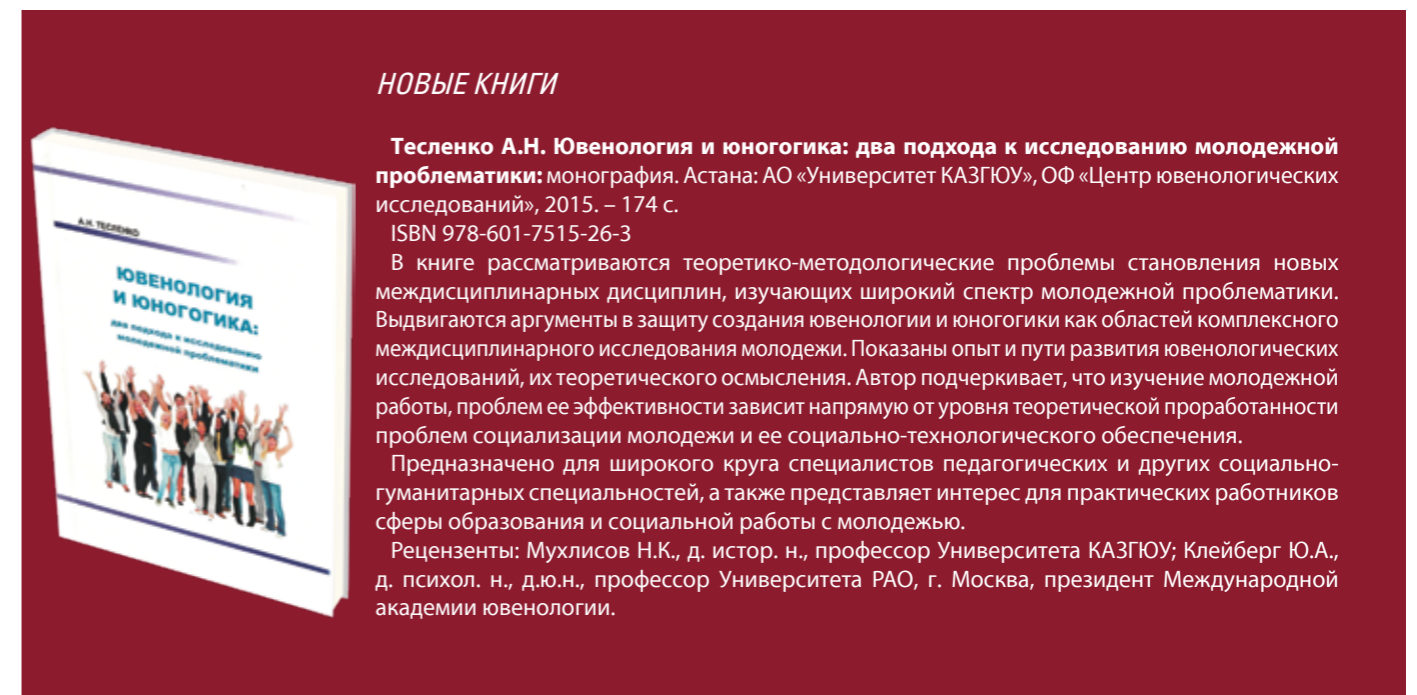 НОВЫЕ КНИГИ
Тесленко А.Н. Ювенология и юногогика: два подхода к исследованию молодежной
проблематики: монография. Астана: АО «Университет КАЗГЮУ», ОФ «Центр ювенологических
исследований», 2015. – 174 с.
ISBN 978-601-7515-26-3
В книге рассматриваются теоретико-методологические проблемы становления новых
междисциплинарных дисциплин, изучающих широкий спектр молодежной проблематики.
Выдвигаются аргументы в защиту создания ювенологии и юногогики как областей комплексного
междисциплинарного исследования молодежи. Показаны опыт и пути развития ювенологических
исследований, их теоретического осмысления. Автор подчеркивает, что изучение молодежной
работы, проблем ее эффективности зависит напрямую от уровня теоретической проработанности
проблем социализации молодежи и ее социально-технологического обеспечения.
Предназначено для широкого круга специалистов педагогических и других социально-
гуманитарных специальностей, а также представляет интерес для практических работников
сферы образования и социальной работы с молодежью.
Рецензенты: Мухлисов Н.К., д. истор. н., профессор Университета КАЗГЮУ; Клейберг Ю.А.,
д. психол. н., д.ю.н., профессор Университета РАО, г. Москва, президент Международной
академии ювенологии.
А.Н. ТЕСЛЕНКО
ЮВЕНОЛОГИЯ
И ЮНОГОГИКА:
два подхода к исследованию
молодежной проблематики